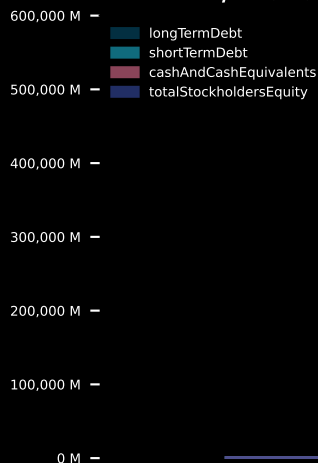 600,000 M
longTermDebt
shortTermDebt
cashAndCashEquivalents
totalStockholdersEquity
500,000 M
400,000 M
300,000 M
200,000 M
100,000 M
0 M